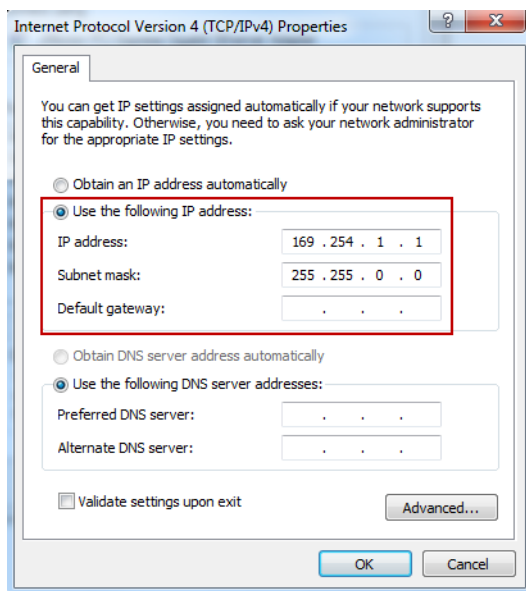 Internet Protocol Version 4 (TCP/IPv4) Properties
?
General
You can get IP settings assigned automatically if your network supports
this capability. Otherwise, you need to ask your network administrator
for the appropriate IP settings.
Obtain an IP address automatically
Use the following IP address:
IP address: 169 . 254 . 1 . 1
Subnet mask: 255 . 255 . 0 . 0
Default gateway: . . .
Obtain DNS server address automatically
Use the following DNS server addresses:
Preferred DNS server: . . .
Alternate DNS server: . . .
Validate settings upon exit
Advanced...
OK Cancel